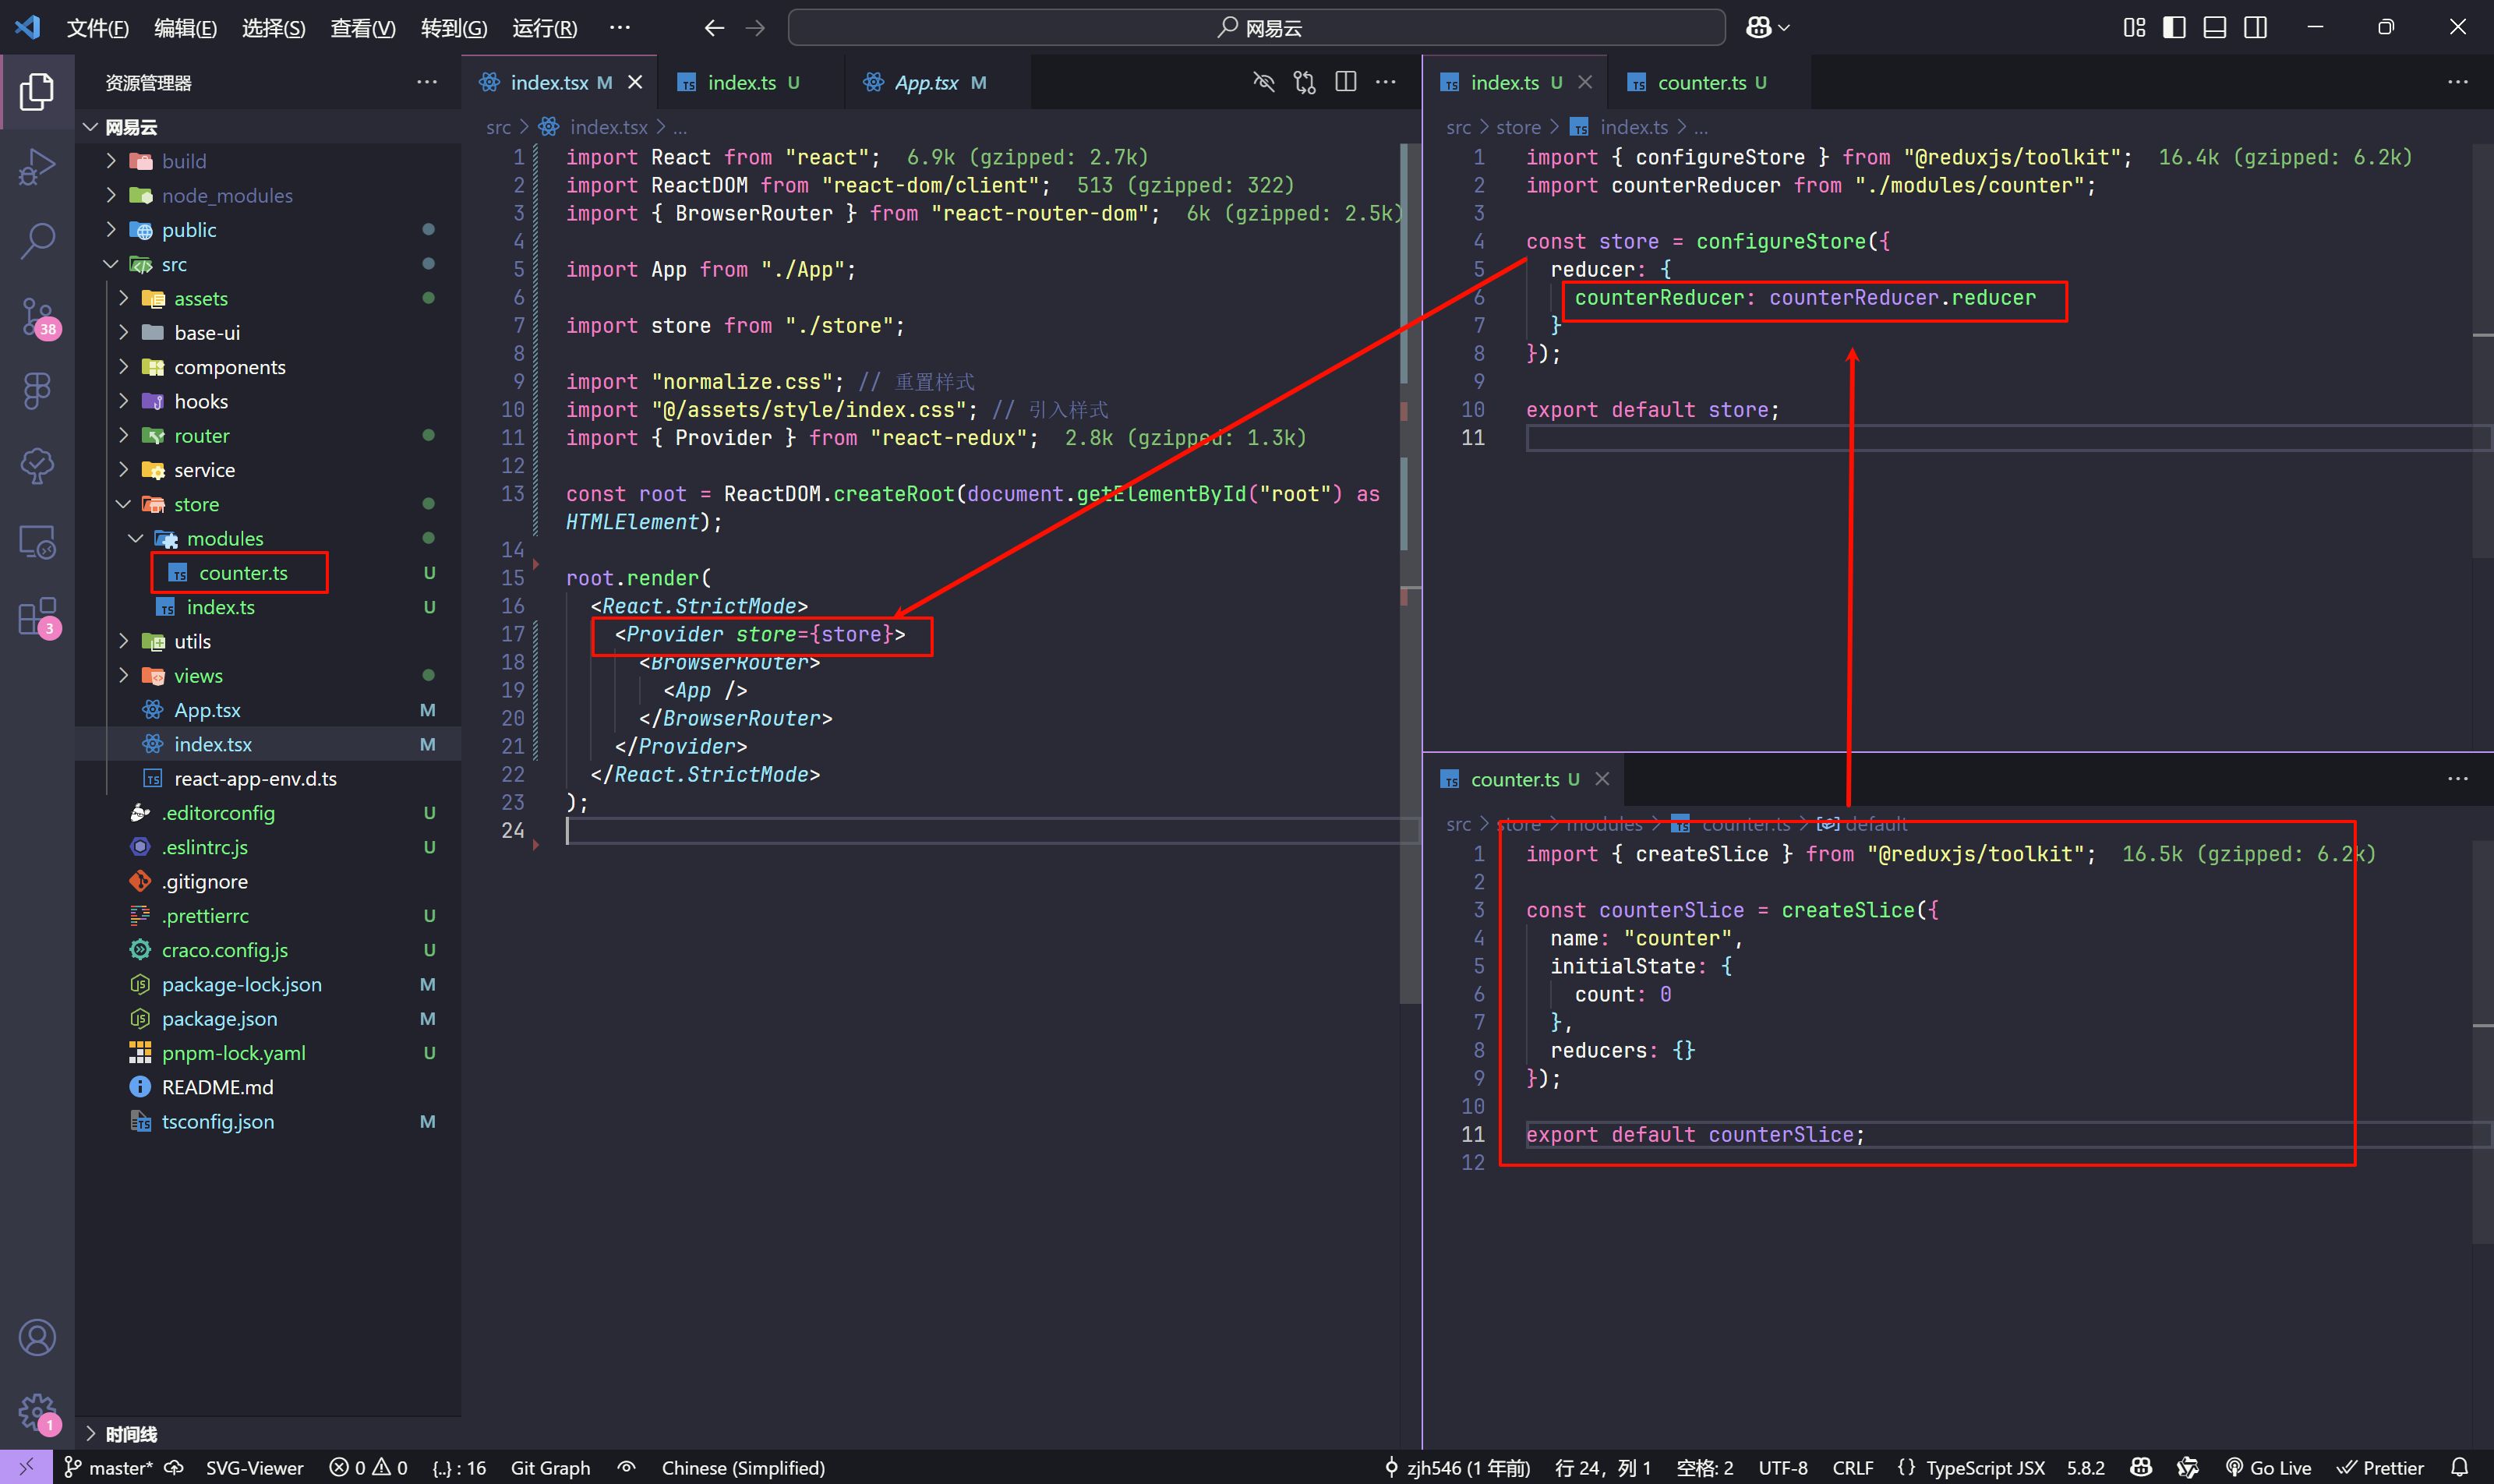 文件(F) 编辑(E) 选择(S) 查看(V) 转到(G) 运行(R) ··· 网易云
资源管理器 ···
网易云
build
node_modules
public
src
assets
base-ui
components
hooks
router
service
store
modules
counter.ts U
index.ts U
utils
views
App.tsx M
index.tsx M
react-app-env.d.ts
.editorconfig U
.eslintrc.js U
.gitignore
.prettierrc U
craco.config.js U
package-lock.json M
package.json M
pnpm-lock.yaml U
README.md
tsconfig.json M
时间线
38
3
1
index.tsx M index.ts U App.tsx M ···
src > index.tsx > ...
1 import React from "react"; 6.9k (gzipped: 2.7k)
2 import ReactDOM from "react-dom/client"; 513 (gzipped: 322)
3 import { BrowserRouter } from "react-router-dom"; 6k (gzipped: 2.5k)
4
5 import App from "./App";
6
7 import store from "./store";
8
9 import "normalize.css"; // 重置样式
10 import "@/assets/style/index.css"; // 引入样式
11 import { Provider } from "react-redux"; 2.8k (gzipped: 1.3k)
12
13 const root = ReactDOM.createRoot(document.getElementById("root") as
HTMLElement);
14
15 root.render(
16 <React.StrictMode>
17 <Provider store={store}>
18 <BrowserRouter>
19 <App />
20 </BrowserRouter>
21 </Provider>
22 </React.StrictMode>
23 );
24
index.ts U counter.ts U ···
src > store > index.ts > ...
1 import { configureStore } from "@reduxjs/toolkit"; 16.4k (gzipped: 6.2k)
2 import counterReducer from "./modules/counter";
3
4 const store = configureStore({
5 reducer: {
6 counterReducer: counterReducer.reducer
7 }
8 });
9
10 export default store;
11
counter.ts U ···
src > store > modules > counter.ts > default
1 import { createSlice } from "@reduxjs/toolkit"; 16.5k (gzipped: 6.2k)
2
3 const counterSlice = createSlice({
4 name: "counter",
5 initialState: {
6 count: 0
7 },
8 reducers: {}
9 });
10
11 export default counterSlice;
12
master* SVG-Viewer 0 0 {..} : 16 Git Graph Chinese (Simplified) zjh546 (1 年前) 行 24，列 1 空格: 2 UTF-8 CRLF {} TypeScript JSX 5.8.2 Go Live Prettier